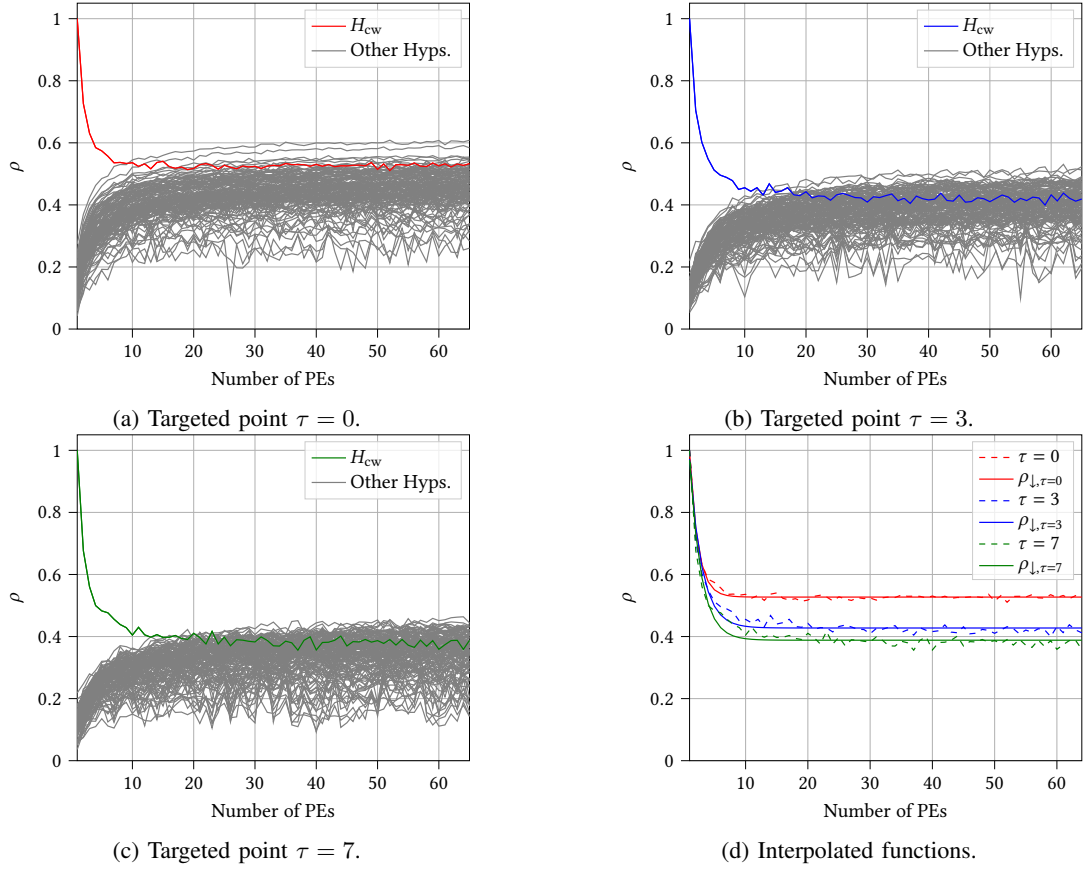 1
0.8
0.6
0.4
0.2
0
ρ
10 20 30 40 50 60
Number of PEs
H_cw
Other Hyps.
(a) Targeted point τ = 0.
1
0.8
0.6
0.4
0.2
0
ρ
10 20 30 40 50 60
Number of PEs
H_cw
Other Hyps.
(b) Targeted point τ = 3.
1
0.8
0.6
0.4
0.2
0
ρ
10 20 30 40 50 60
Number of PEs
H_cw
Other Hyps.
(c) Targeted point τ = 7.
1
0.8
0.6
0.4
0.2
0
ρ
10 20 30 40 50 60
Number of PEs
τ = 0
ρ↓,τ=0
τ = 3
ρ↓,τ=3
τ = 7
ρ↓,τ=7
(d) Interpolated functions.